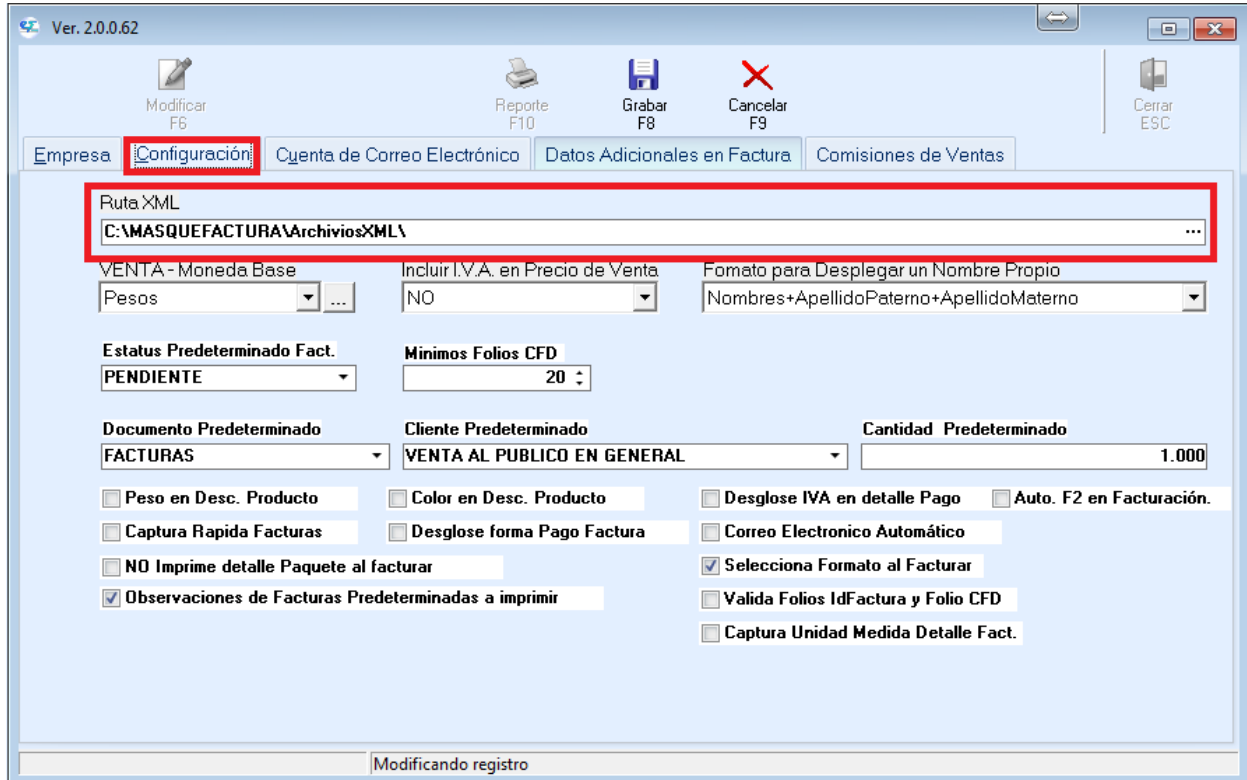 Ver. 2.0.0.62
Modificar Reporte Grabar Cancelar Cerrar
F6 F10 F8 F9 ESC
Empresa Configuración Cuenta de Correo Electrónico Datos Adicionales en Factura Comisiones de Ventas
Ruta XML
C:\MASQUEFACTURA\ArchiviosXML\ ...
VENTA - Moneda Base Incluir I.V.A. en Precio de Venta Fomato para Desplegar un Nombre Propio
Pesos ... NO Nombres+ApellidoPaterno+ApellidoMaterno
Estatus Predeterminado Fact. Minimos Folios CFD
PENDIENTE 20
Documento Predeterminado Cliente Predeterminado Cantidad Predeterminado
FACTURAS VENTA AL PUBLICO EN GENERAL 1.000
Peso en Desc. Producto Color en Desc. Producto Desglose IVA en detalle Pago Auto. F2 en Facturación.
Captura Rapida Facturas Desglose forma Pago Factura Correo Electronico Automático
NO Imprime detalle Paquete al facturar Selecciona Formato al Facturar
Observaciones de Facturas Predeterminadas a imprimir Valida Folios IdFactura y Folio CFD
Captura Unidad Medida Detalle Fact.
Modificando registro